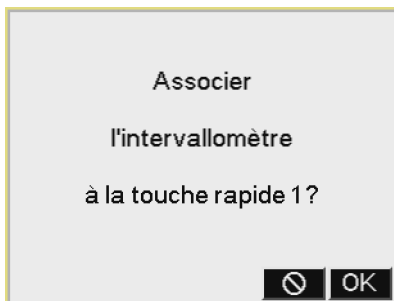 Associer
l'intervallomètre
à la touche rapide 1?
OK